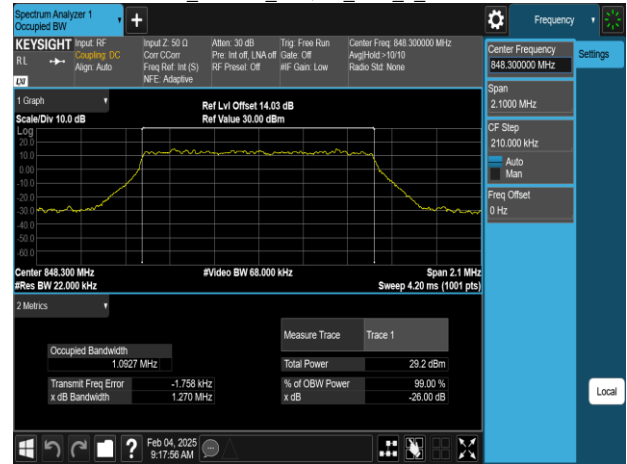 Spectrum Analyzer 1
Occupied BW
Frequency
KEYSIGHT
RL
LXI
Input: RF
Coupling: DC
Align: Auto
Input Z: 50 Ω
Corr CCorr
Freq Ref: Int (S)
NFE: Adaptive
Atten: 30 dB
Pre: Int off, LNA off
RF Presel: Off
Trig: Free Run
Gate: Off
#IF Gain: Low
Center Freq: 848.300000 MHz
Avg|Hold:>10/10
Radio Std: None
Center Frequency
848.300000 MHz
Settings
Span
2.1000 MHz
CF Step
210.000 kHz
Auto
Man
Freq Offset
0 Hz
1 Graph
Scale/Div 10.0 dB
Ref Lvl Offset 14.03 dB
Ref Value 30.00 dBm
Log
20.0
10.0
0.00
-10.0
-20.0
-30.0
-40.0
-50.0
-60.0
Center 848.300 MHz
#Video BW 68.000 kHz
Span 2.1 MHz
#Res BW 22.000 kHz
Sweep 4.20 ms (1001 pts)
2 Metrics
Measure Trace
Trace 1
Occupied Bandwidth
1.0927 MHz
Total Power
29.2 dBm
Transmit Freq Error
-1.758 kHz
% of OBW Power
99.00 %
x dB Bandwidth
1.270 MHz
x dB
-26.00 dB
Local
Feb 04, 2025
9:17:56 AM